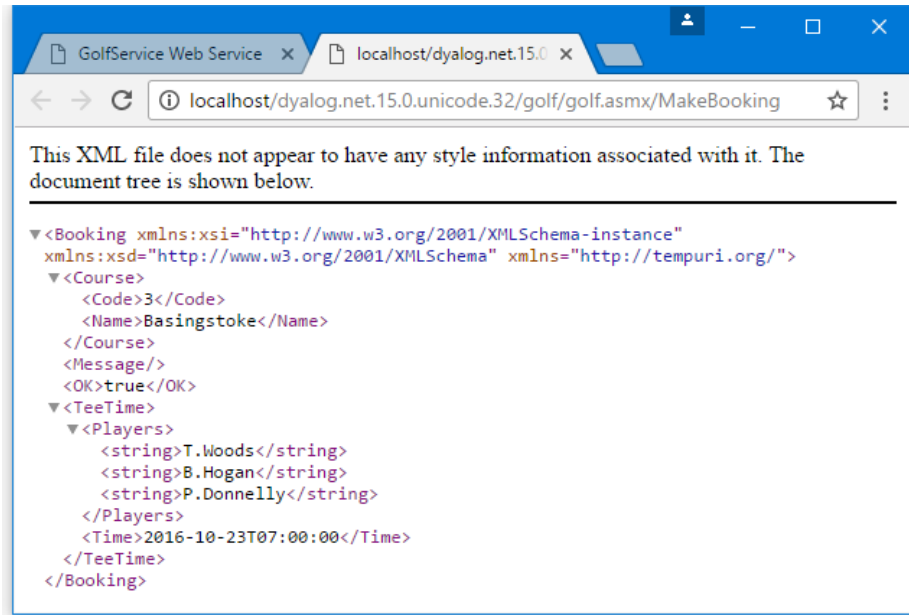 GolfService Web Service
localhost/dyalog.net.15.0
localhost/dyalog.net.15.0.unicode.32/golf/golf.asmx/MakeBooking
This XML file does not appear to have any style information associated with it. The
document tree is shown below.
▼<Booking xmlns:xsi="http://www.w3.org/2001/XMLSchema-instance"
xmlns:xsd="http://www.w3.org/2001/XMLSchema" xmlns="http://tempuri.org/">
▼<Course>
<Code>3</Code>
<Name>Basingstoke</Name>
</Course>
<Message/>
<OK>true</OK>
▼<TeeTime>
▼<Players>
<string>T.Woods</string>
<string>B.Hogan</string>
<string>P.Donnelly</string>
</Players>
<Time>2016-10-23T07:00:00</Time>
</TeeTime>
</Booking>